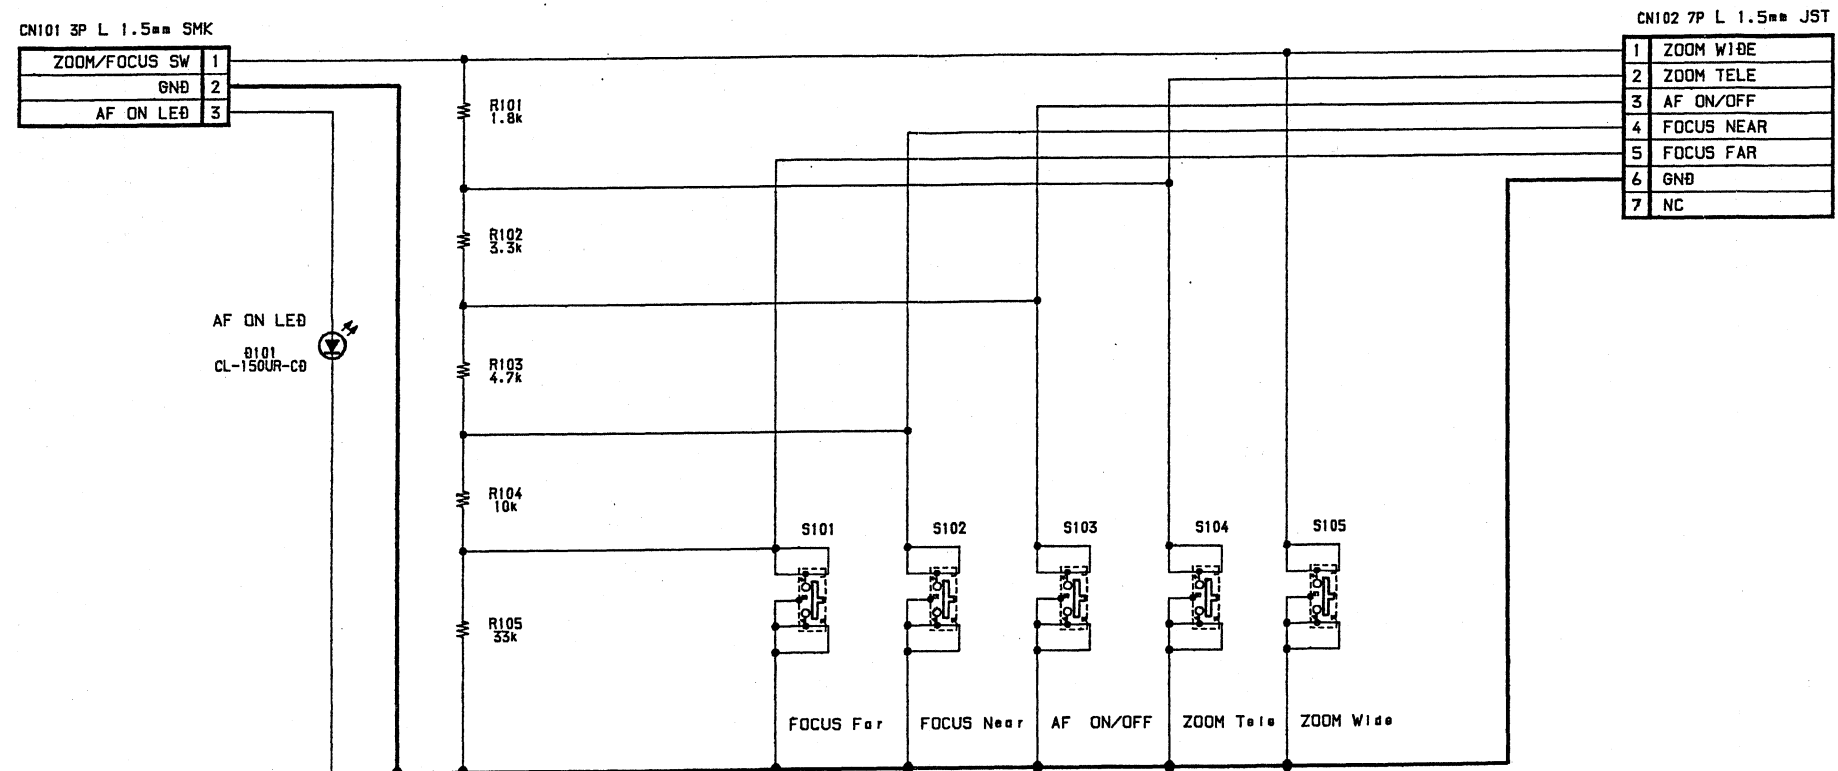 CN101 3P L 1.5mm SMK
ZOOM/FOCUS SW 1
GND 2
AF ON LED 3
CN102 7P L 1.5mm JST
1 ZOOM WIDE
2 ZOOM TELE
3 AF ON/OFF
4 FOCUS NEAR
5 FOCUS FAR
6 GND
7 NC
R101
1.8k
R102
3.3k
AF ON LED
D101
CL-150UR-CD
R103
4.7k
R104
10k
R105
33k
S101
S102
S103
S104
S105
FOCUS Far
FOCUS Near
AF ON/OFF
ZOOM Tele
ZOOM Wide